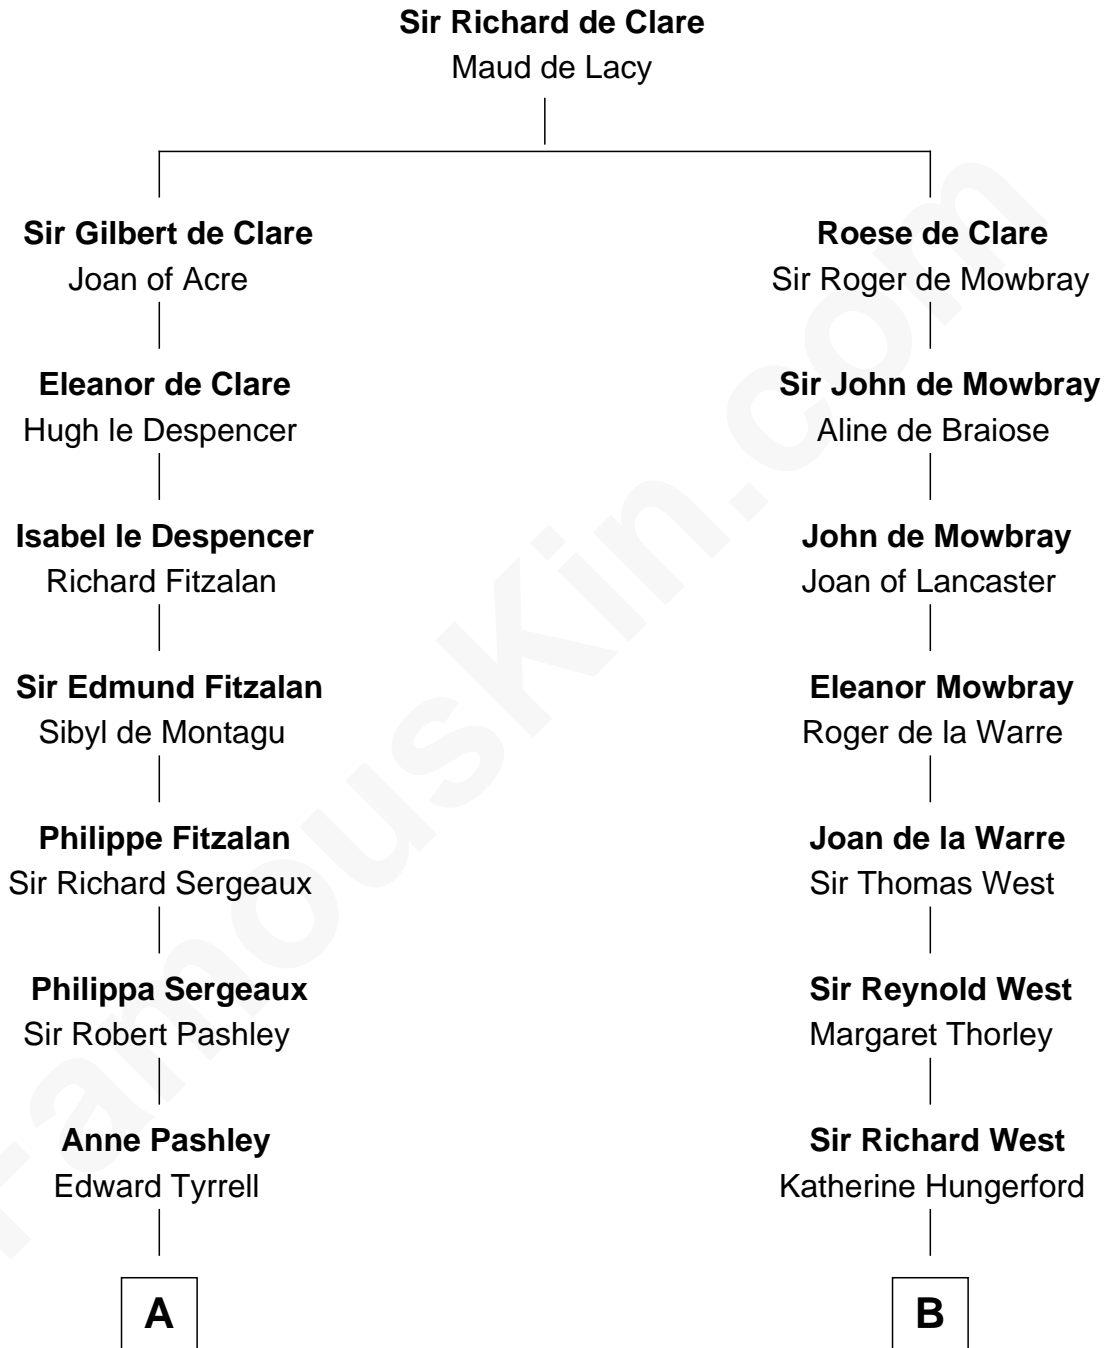 Sir Richard de Clare
Maud de Lacy
Sir Gilbert de Clare
Joan of Acre
Roese de Clare
Sir Roger de Mowbray
Eleanor de Clare
Hugh le Despencer
Sir John de Mowbray
Aline de Braiose
Isabel le Despencer
Richard Fitzalan
John de Mowbray
Joan of Lancaster
Sir Edmund Fitzalan
Sibyl de Montagu
Eleanor Mowbray
Roger de la Warre
Philippe Fitzalan
Sir Richard Sergeaux
Joan de la Warre
Sir Thomas West
Philippa Sergeaux
Sir Robert Pashley
Sir Reynold West
Margaret Thorley
Anne Pashley
Edward Tyrrell
Sir Richard West
Katherine Hungerford
A
B
FamousKin.com